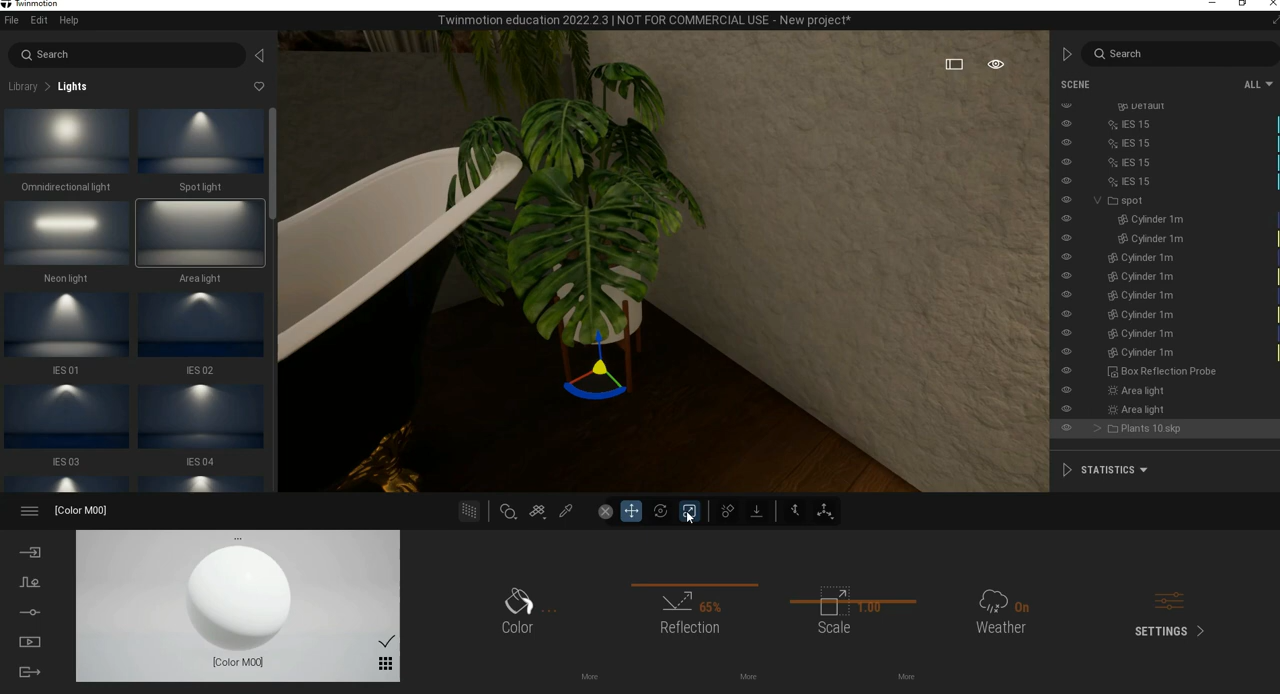 Twinmotion
File Edit Help
Twinmotion education 2022.2.3 | NOT FOR COMMERCIAL USE - New project*
Search
Library > Lights
Omnidirectional light
Spot light
Neon light
Area light
IES 01
IES 02
IES 03
IES 04
Search
SCENE
ALL
Default
IES 15
IES 15
IES 15
IES 15
spot
Cylinder 1m
Cylinder 1m
Cylinder 1m
Cylinder 1m
Cylinder 1m
Cylinder 1m
Cylinder 1m
Cylinder 1m
Box Reflection Probe
Area light
Area light
Plants 10.skp
STATISTICS
[Color M00]
...
[Color M00]
...
Color
65%
Reflection
1.00
Scale
On
Weather
SETTINGS
More
More
More